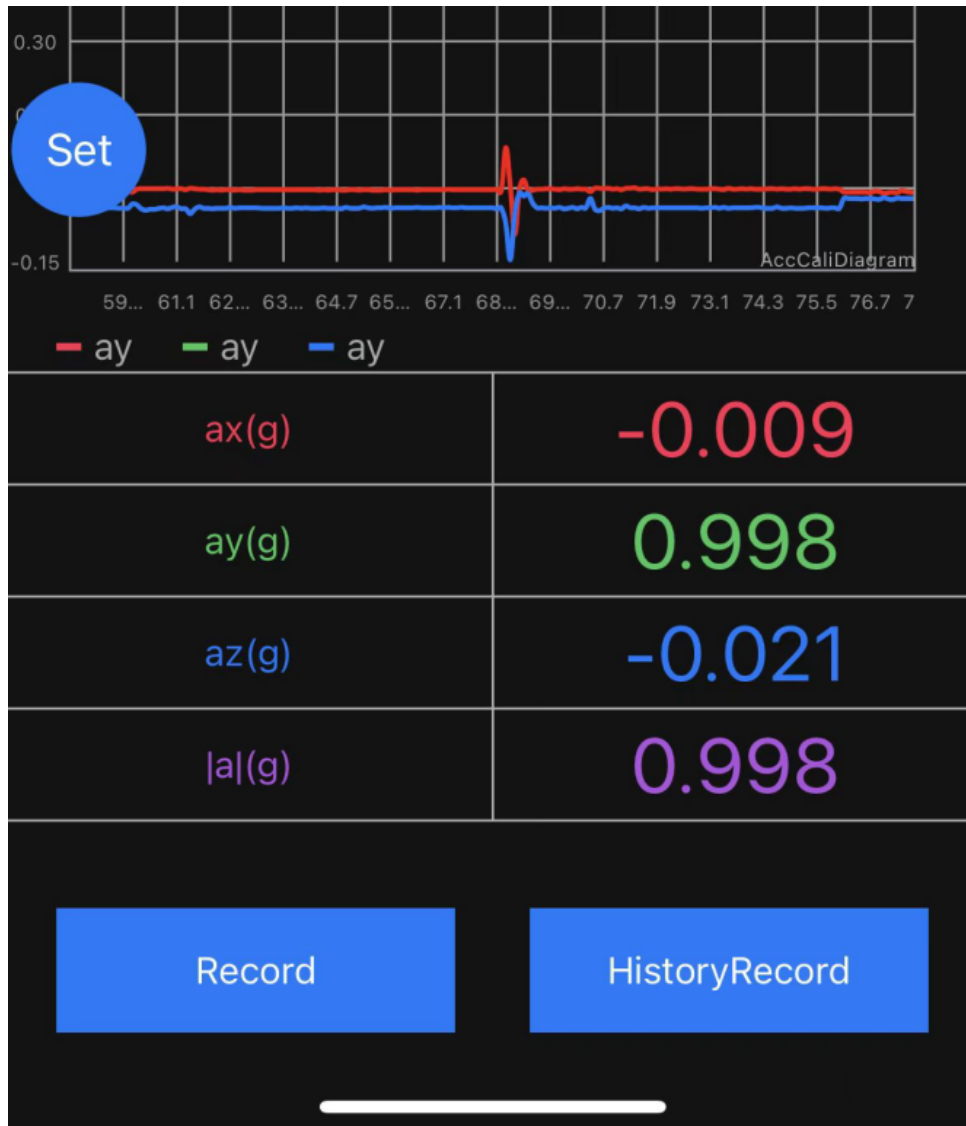 0.30
Set
-0.15
AccCaliDiagram
59... 61.1 62... 63... 64.7 65... 67.1 68... 69... 70.7 71.9 73.1 74.3 75.5 76.7 7
ay ay ay
ax(g) -0.009
ay(g) 0.998
az(g) -0.021
|a|(g) 0.998
Record HistoryRecord